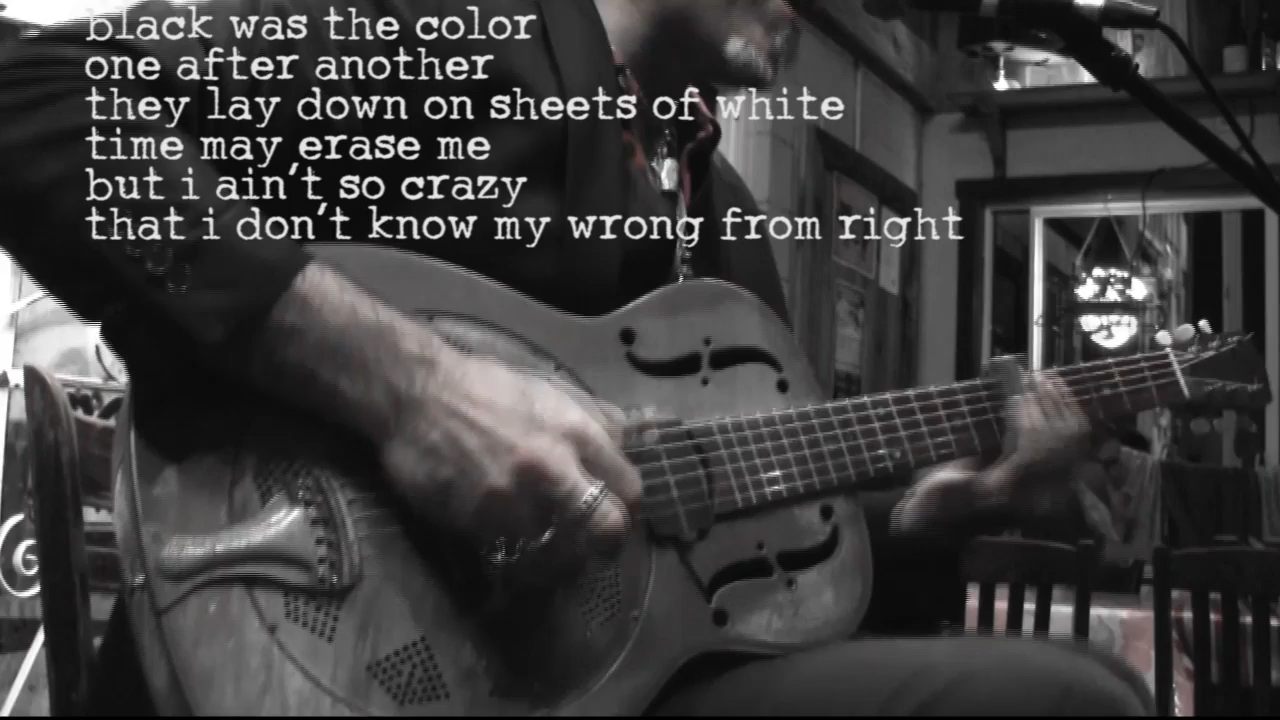 black was the color
one after another
they lay down on sheets of white
time may erase me
but i ain't so crazy
that i don't know my wrong from right